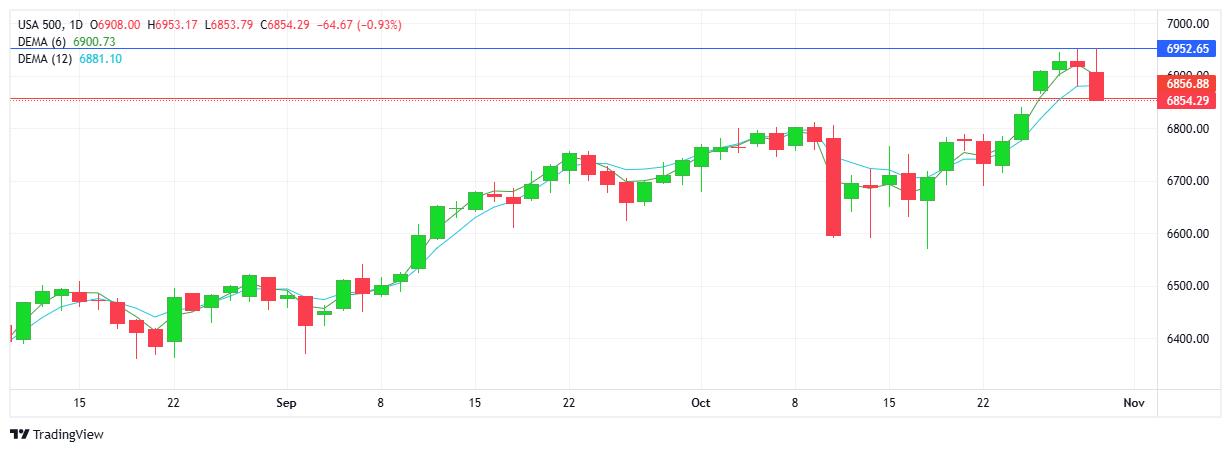 USA 500, 1D O6908.00 H6953.17 L6853.79 C6854.29 −64.67 (−0.93%)
DEMA (6) 6900.73
DEMA (12) 6881.10
7000.00
6952.65
6900.00
6856.88
6854.29
6800.00
6700.00
6600.00
6500.00
6400.00
15 22 Sep 8 15 22 Oct 8 15 22 Nov
TradingView